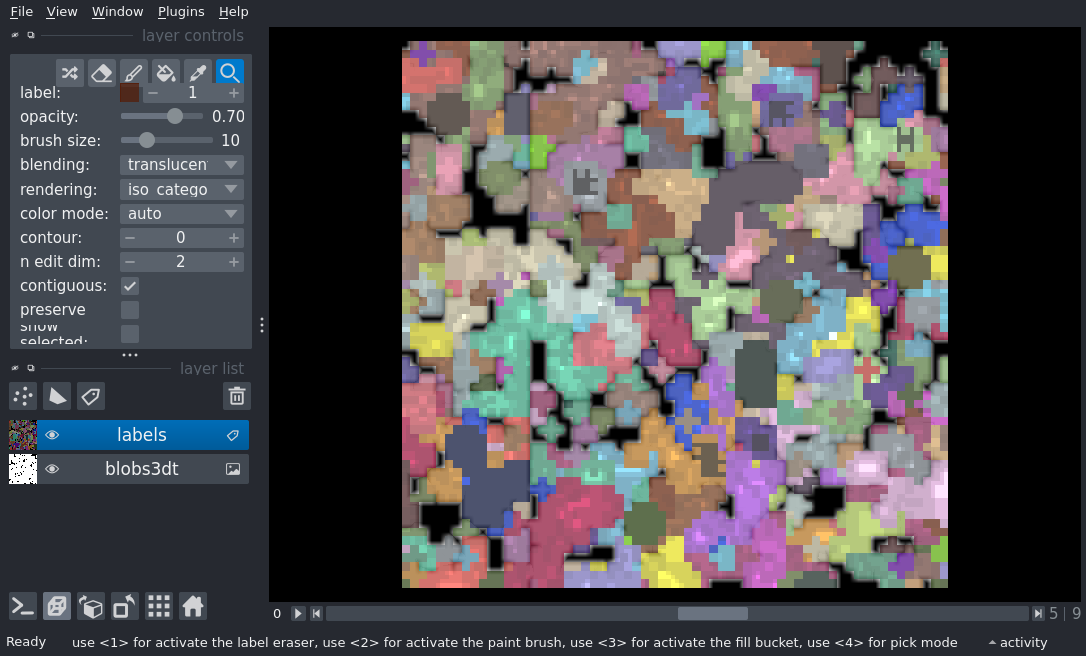 File View Window Plugins Help
layer controls
label: 1
opacity: 0.70
brush size: 10
blending: translucen
rendering: iso_catego
color mode: auto
contour: 0
n edit dim: 2
contiguous:
preserve
show
selected:
layer list
labels
blobs3dt
0 5 | 9
Ready use <1> for activate the label eraser, use <2> for activate the paint brush, use <3> for activate the fill bucket, use <4> for pick mode activity